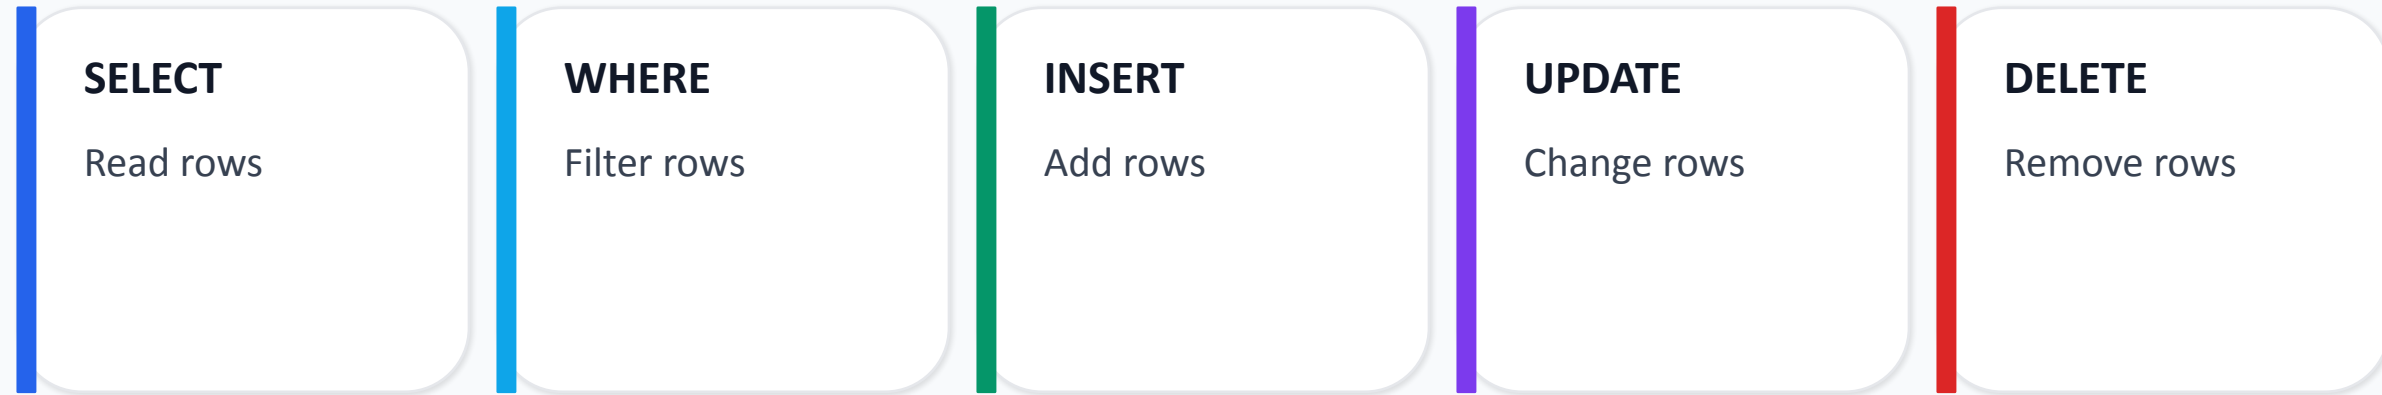 SELECT
Read rows
WHERE
Filter rows
INSERT
Add rows
UPDATE
Change rows
DELETE
Remove rows